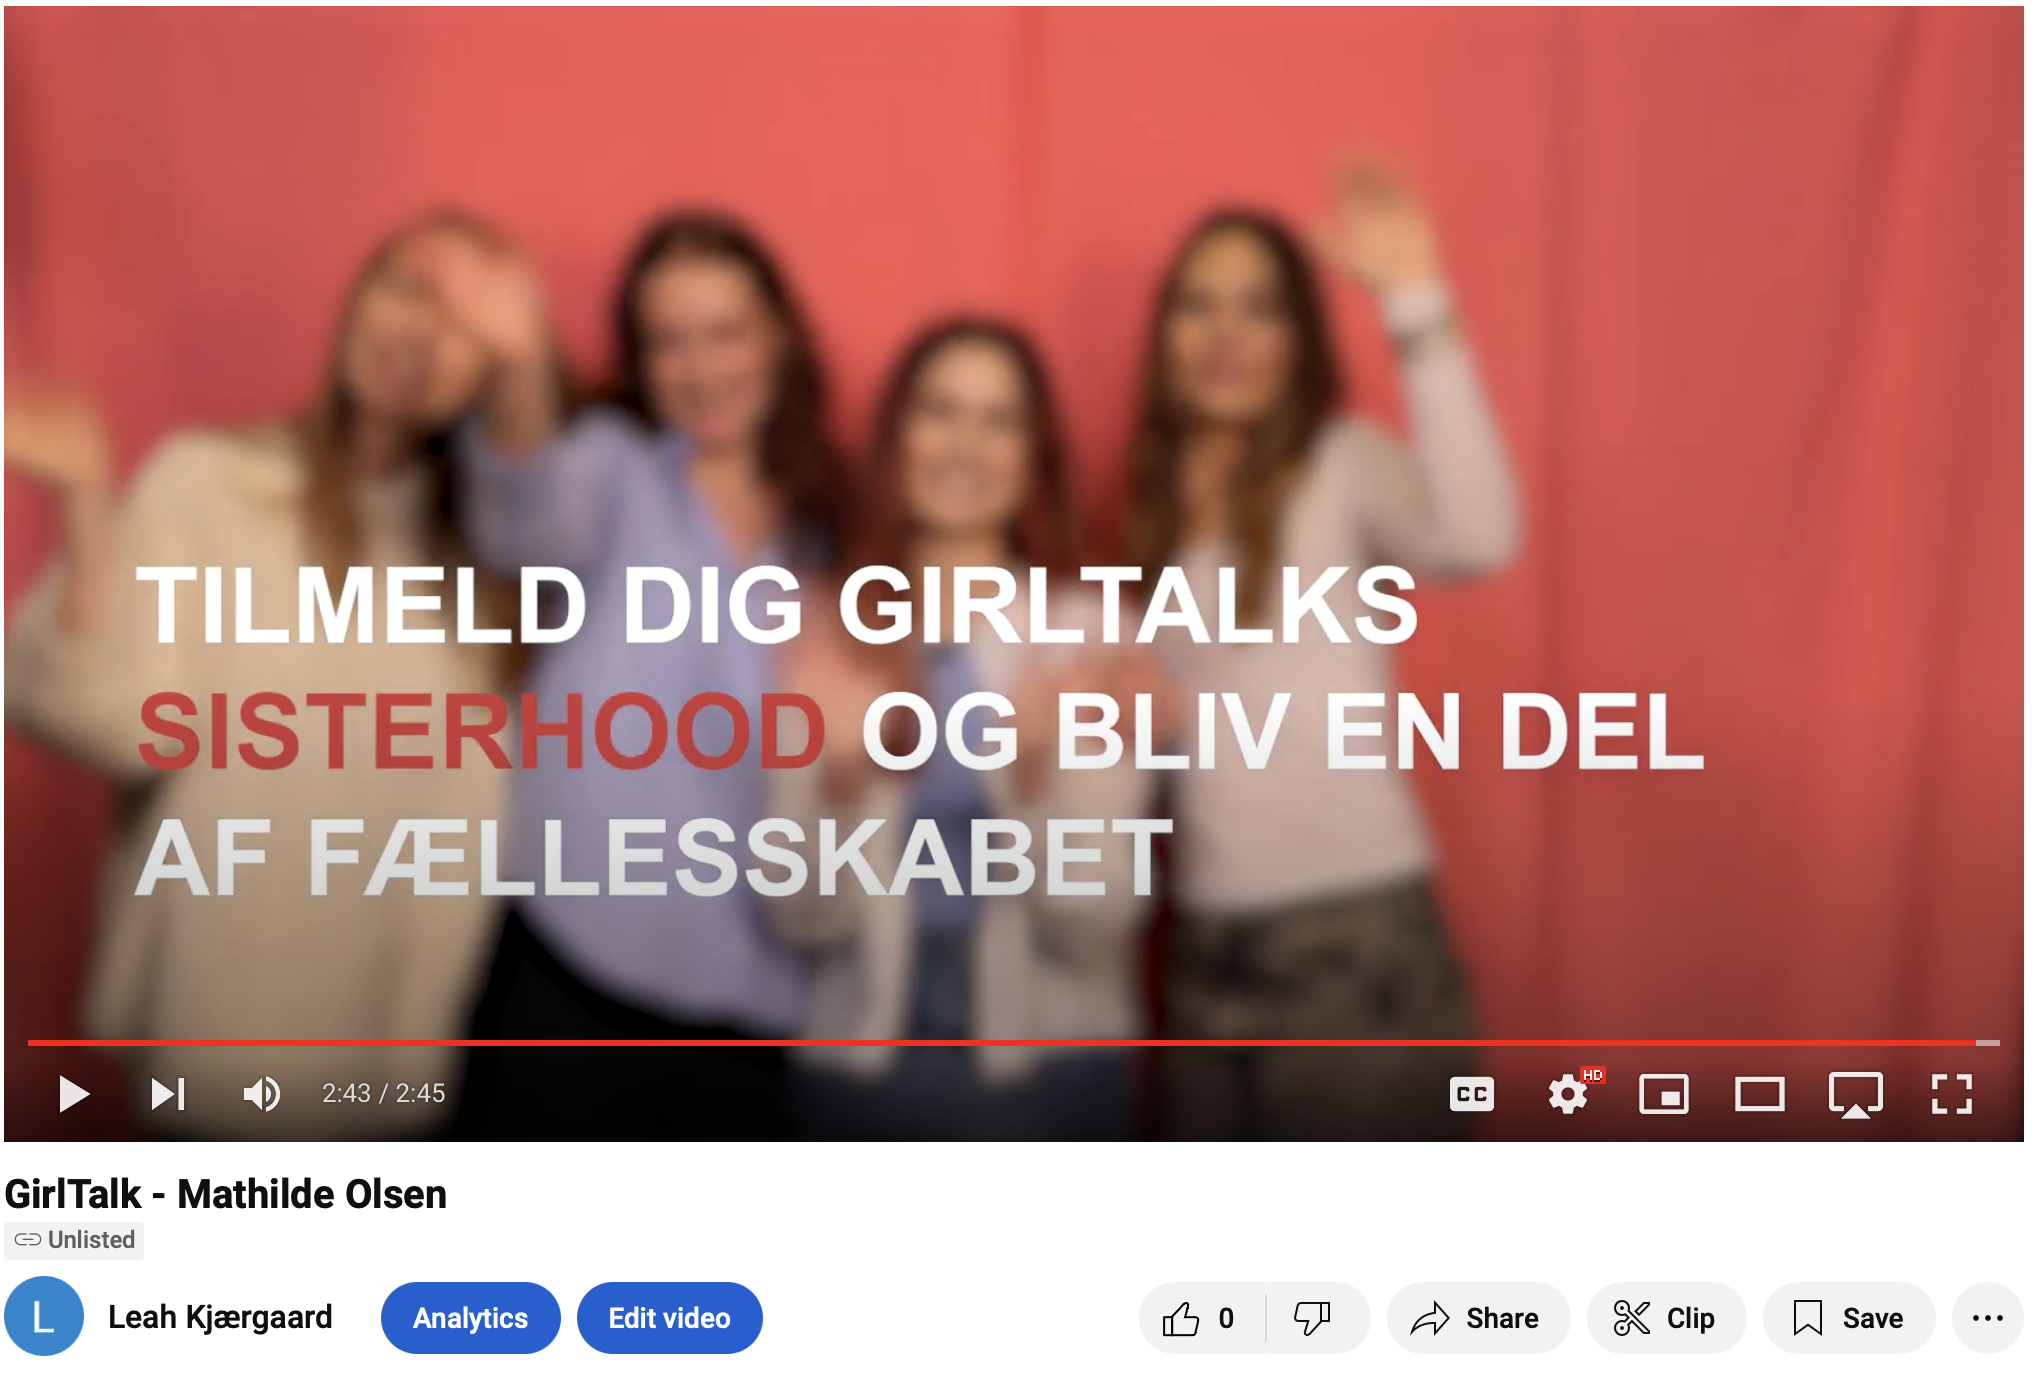 TILMELD DIG GIRLTALKS
SISTERHOOD OG BLIV EN DEL
AF FÆLLESSKABET
2:43 / 2:45
CC
HD
GirlTalk - Mathilde Olsen
Unlisted
L
Leah Kjærgaard
Analytics
Edit video
0
Share
Clip
Save